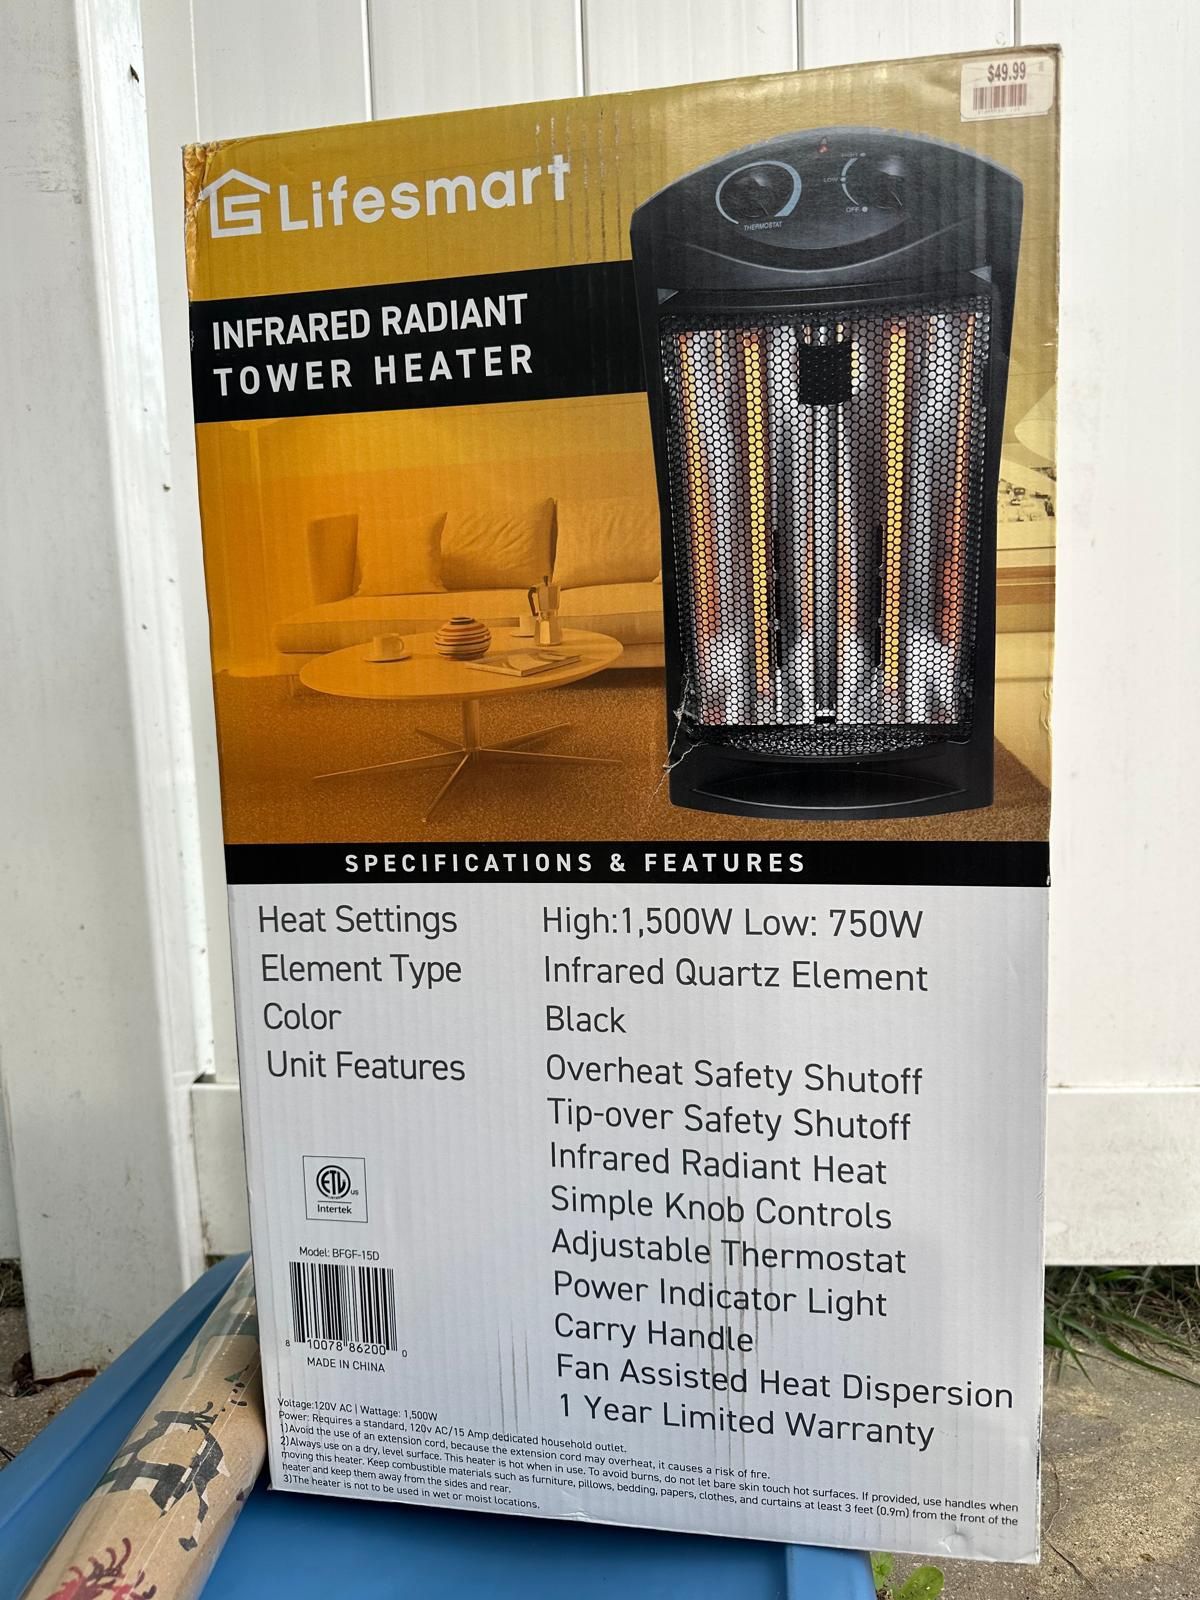 $49.99
Lifesmart
INFRARED RADIANT
TOWER HEATER
THERMOSTAT
LOW
OFF
SPECIFICATIONS & FEATURES
Heat Settings High:1,500W Low: 750W
Element Type Infrared Quartz Element
Color Black
Unit Features Overheat Safety Shutoff
Tip-over Safety Shutoff
Infrared Radiant Heat
Simple Knob Controls
Adjustable Thermostat
Power Indicator Light
Carry Handle
Fan Assisted Heat Dispersion
1 Year Limited Warranty
ETL us
Intertek
Model: BFGF-15D
8 10078 86200 0
MADE IN CHINA
Voltage:120V AC | Wattage: 1,500W
Power: Requires a standard, 120v AC/15 Amp dedicated household outlet.
1)Avoid the use of an extension cord, because the extension cord may overheat, it causes a risk of fire.
2)Always use on a dry, level surface. This heater is hot when in use. To avoid burns, do not let bare skin touch hot surfaces. If provided, use handles when
moving this heater. Keep combustible materials such as furniture, pillows, bedding, papers, clothes, and curtains at least 3 feet (0.9m) from the front of the
heater and keep them away from the sides and rear.
3)The heater is not to be used in wet or moist locations.